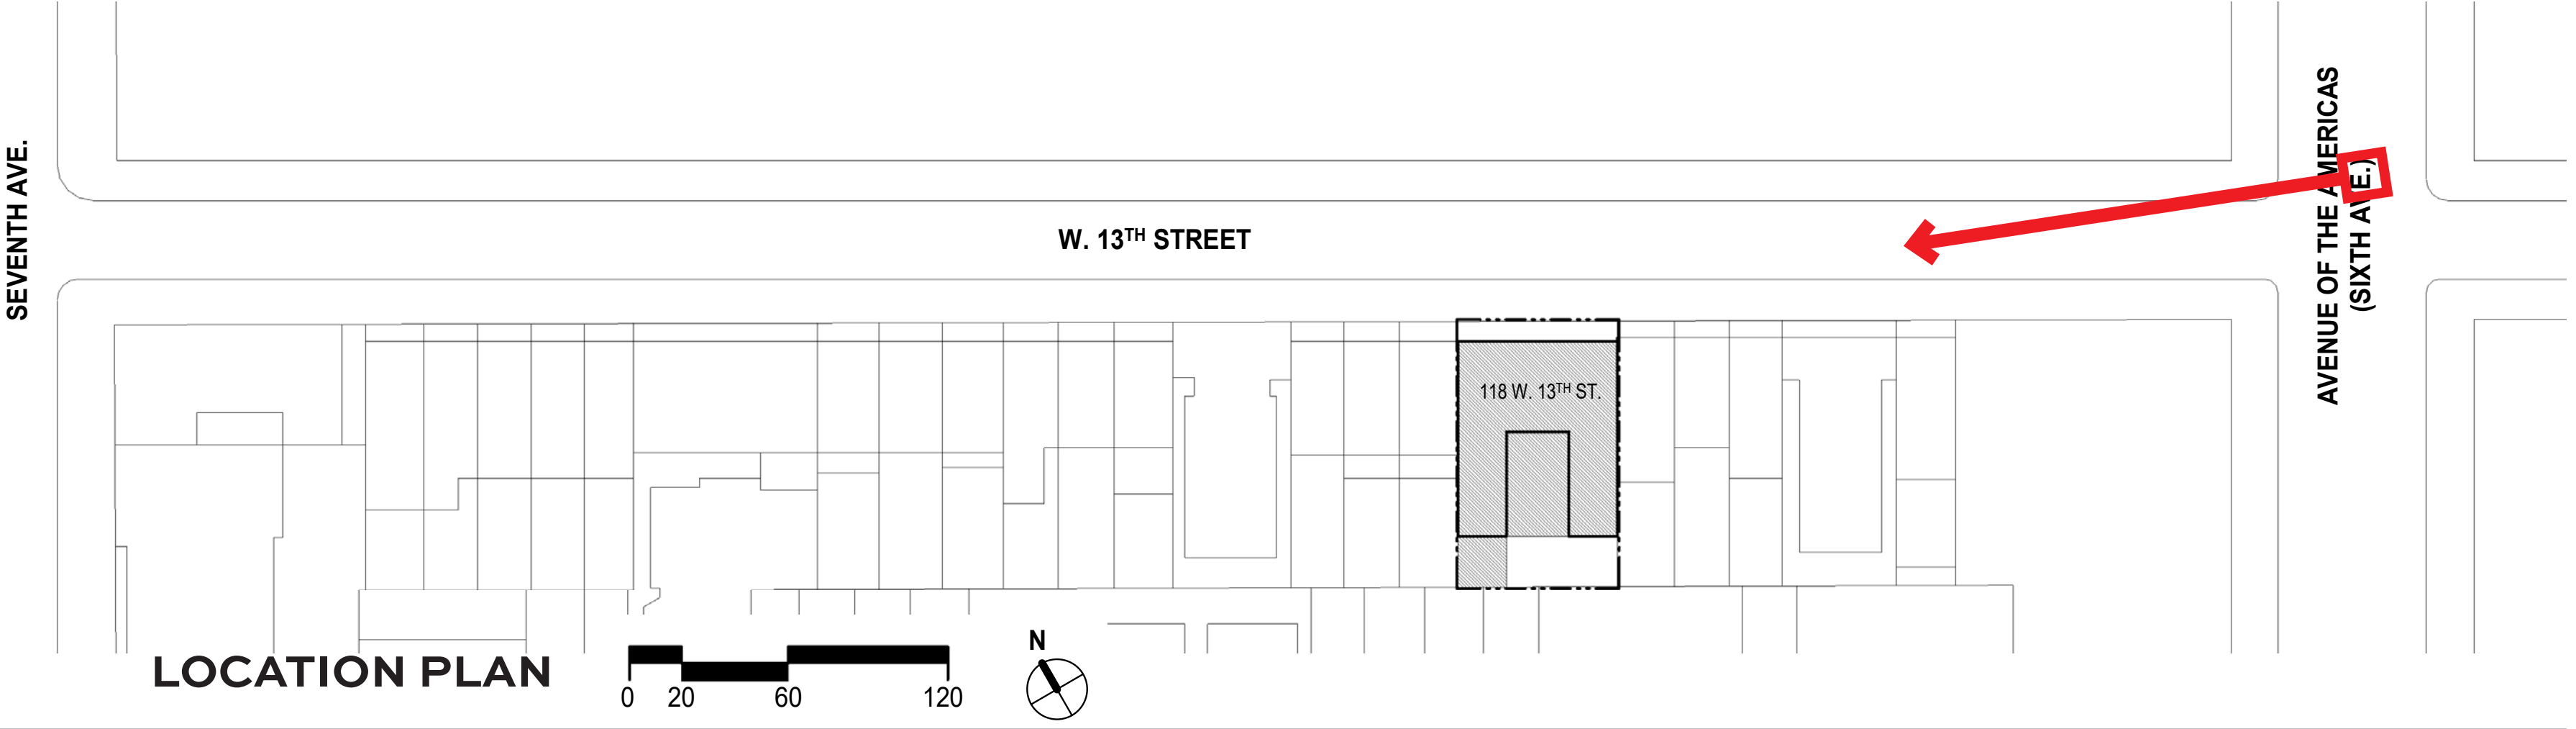 SEVENTH AVE.
W. 13TH STREET
AVENUE OF THE AMERICAS
(SIXTH AVE.)
118 W. 13TH ST.
LOCATION PLAN
0 20 60 120
N